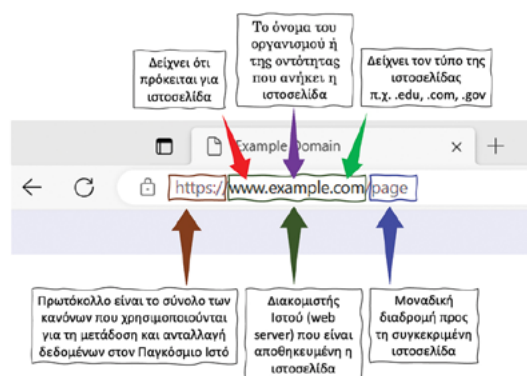 Δείχνει ότι
πρόκειται για
ιστοσελίδα
Το όνομα του
οργανισμού ή
της οντότητας
που ανήκει η
ιστοσελίδα
Δείχνει τον τύπο της
ιστοσελίδας
π.χ. .edu, .com, .gov
Example Domain
https://www.example.com/page
Πρωτόκολλο είναι το σύνολο των
κανόνων που χρησιμοποιούνται
για τη μετάδοση και ανταλλαγή
δεδομένων στον Παγκόσμιο Ιστό
Διακομιστής
Ιστού (web
server) που είναι
αποθηκευμένη η
ιστοσελίδα
Μοναδική
διαδρομή προς
τη συγκεκριμένη
ιστοσελίδα